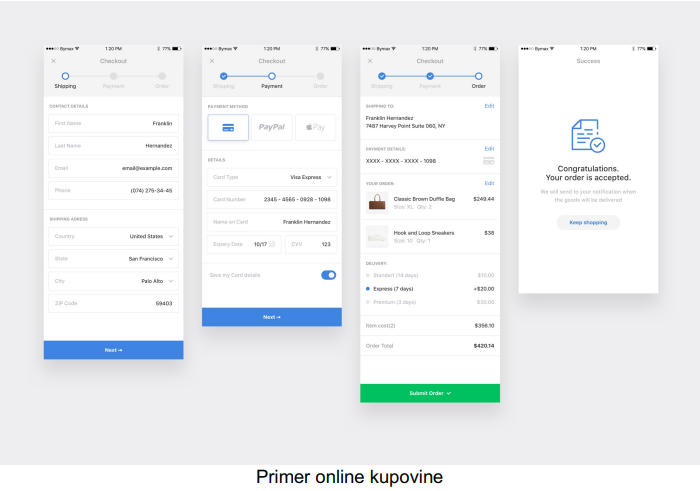 ●●●○○ Bymax 1:20 PM 77%
× Checkout
Shipping Payment Order
CONTACT DETAILS
First Name Franklin
Last Name Hernandez
Email email@example.com
Phone (074) 275-34-45
SHIPPING ADRESS
Country United States
State San Francisco
City Palo Alto
ZIP Code 59403
Next →
●●●○○ Bymax 1:20 PM 77%
× Checkout
Shipping Payment Order
PAYMENT METHOD
PayPal Pay
DETAILS
Card Type Visa Express
Card Number 2345 - 4565 - 0928 - 1098
Name on Card Franklin Hernandez
Expiery Date 10/17 CVV 123
Save my Card details
Next →
●●●○○ Bymax 1:20 PM 77%
× Checkout
Shipping Payment Order
SHIPPING TO: Edit
Franklin Hernandez
7487 Harvey Point Suite 060, NY
PAYMENT DETAILS: Edit
XXXX - XXXX - XXXX - 1098
YOUR ORDER: Edit
Classic Brown Duffle Bag $249.44
Size: XL Qty: 2
Hook and Loop Sneakers $38
Size: 10 Qty: 1
DELIVERY:
Standert (14 days) $10.00
Express (7 days) +$20.00
Premium (3 days) $30.00
Item cost(2) $356.10
Order Total $420.14
Submit Order ✓
●●●○○ Bymax 1:20 PM 77%
Success
Congratulations.
Your order is accepted.
We will send to your notification when
the goods will be delivered
Keep shopping
Primer online kupovine